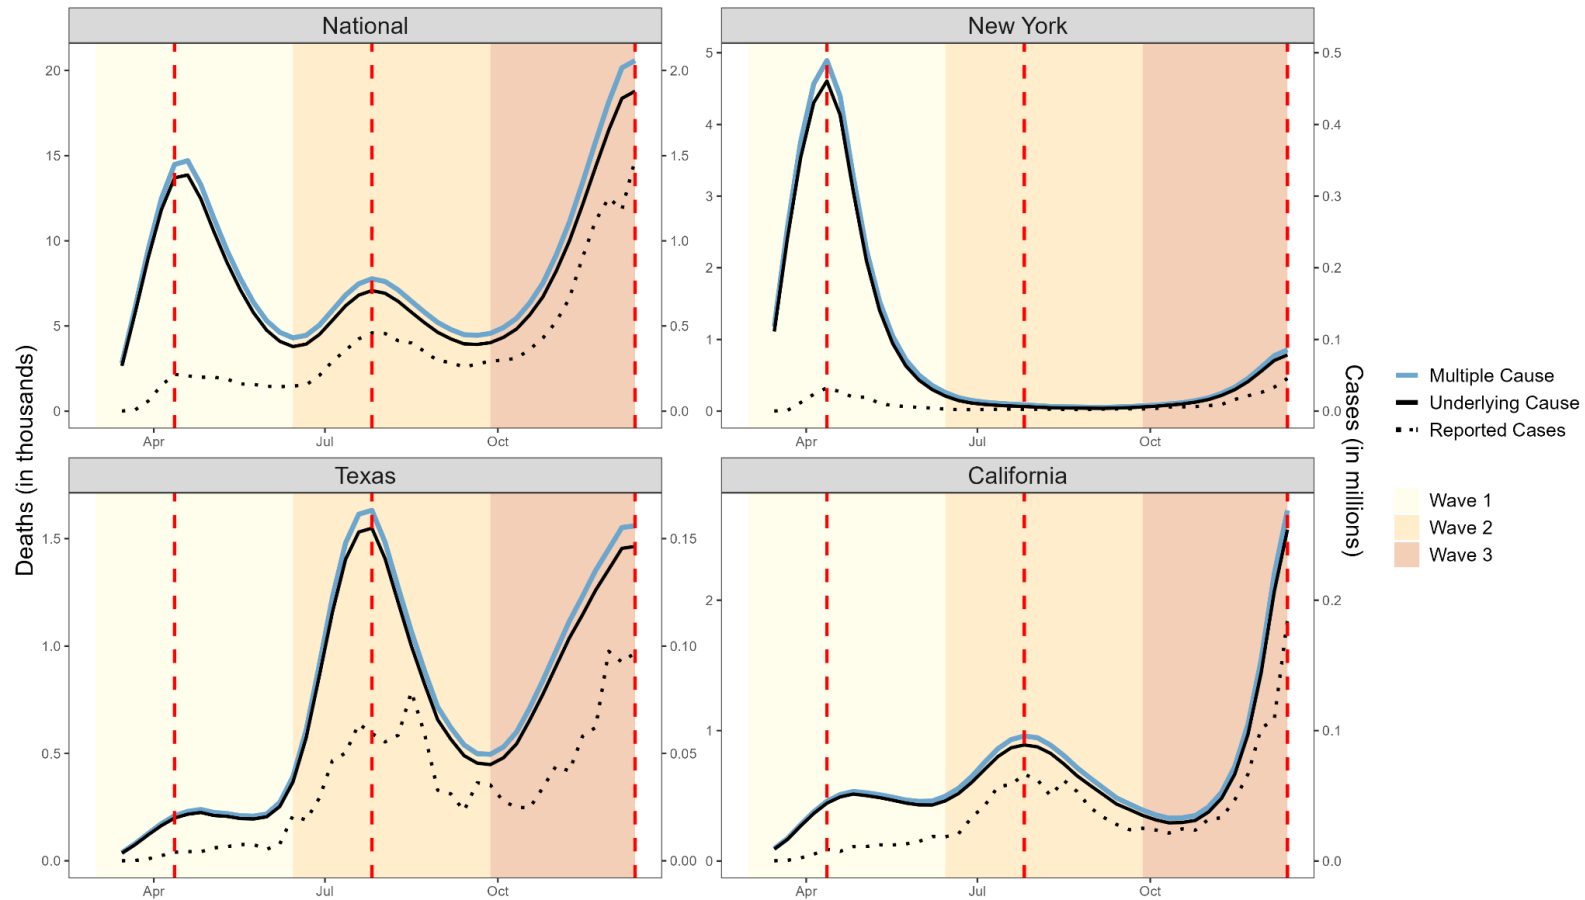 National
New York
20
15
10
5
0
2.0
1.5
1.0
0.5
0.0
Apr
Jul
Oct
5
4
3
2
1
0
0.5
0.4
0.3
0.2
0.1
0.0
Apr
Jul
Oct
Texas
California
1.5
1.0
0.5
0.0
0.15
0.10
0.05
0.00
Apr
Jul
Oct
2
1
0
0.2
0.1
0.0
Apr
Jul
Oct
Deaths (in thousands)
Cases (in millions)
Multiple Cause
Underlying Cause
Reported Cases
Wave 1
Wave 2
Wave 3